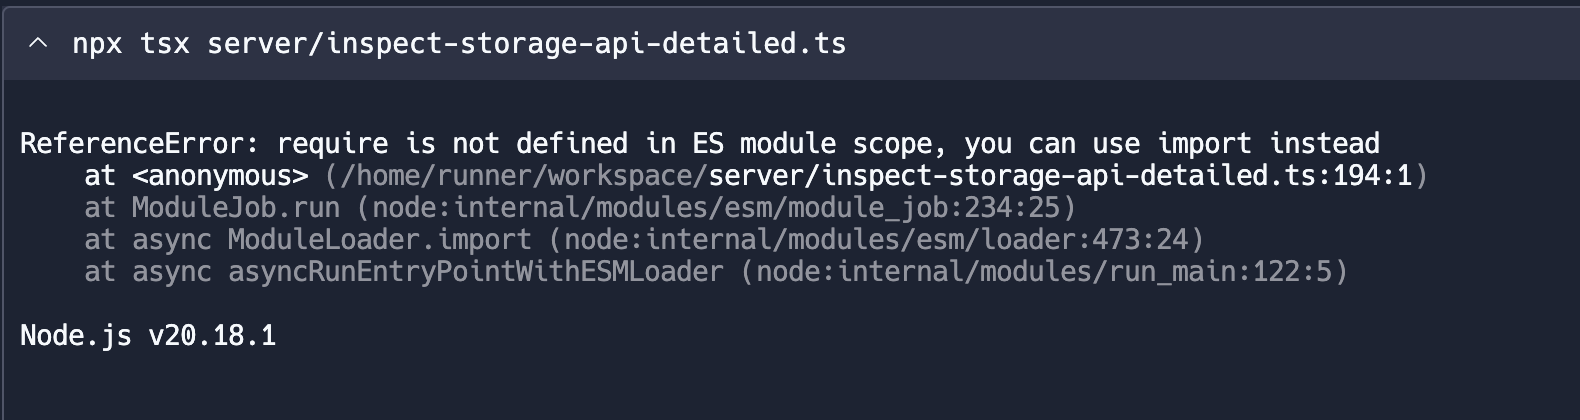 npx tsx server/inspect-storage-api-detailed.ts
ReferenceError: require is not defined in ES module scope, you can use import instead
    at <anonymous> (/home/runner/workspace/server/inspect-storage-api-detailed.ts:194:1)
    at ModuleJob.run (node:internal/modules/esm/module_job:234:25)
    at async ModuleLoader.import (node:internal/modules/esm/loader:473:24)
    at async asyncRunEntryPointWithESMLoader (node:internal/modules/run_main:122:5)
Node.js v20.18.1